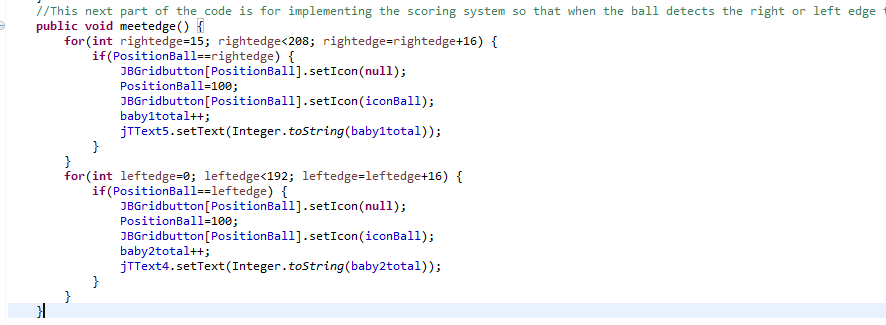 //This next part of the code is for implementing the scoring system so that when the ball detects the right or left edge
public void meetedge() {
for(int rightedge=15; rightedge<208; rightedge=rightedge+16) {
if(PositionBall==rightedge) {
JBGridbutton[PositionBall].setIcon(null);
PositionBall=100;
JBGridbutton[PositionBall].setIcon(iconBall);
baby1total++;
jTText5.setText(Integer.toString(baby1total));
}
}
for(int leftedge=0; leftedge<192; leftedge=leftedge+16) {
if(PositionBall==leftedge) {
JBGridbutton[PositionBall].setIcon(null);
PositionBall=100;
JBGridbutton[PositionBall].setIcon(iconBall);
baby2total++;
jTText4.setText(Integer.toString(baby2total));
}
}
}